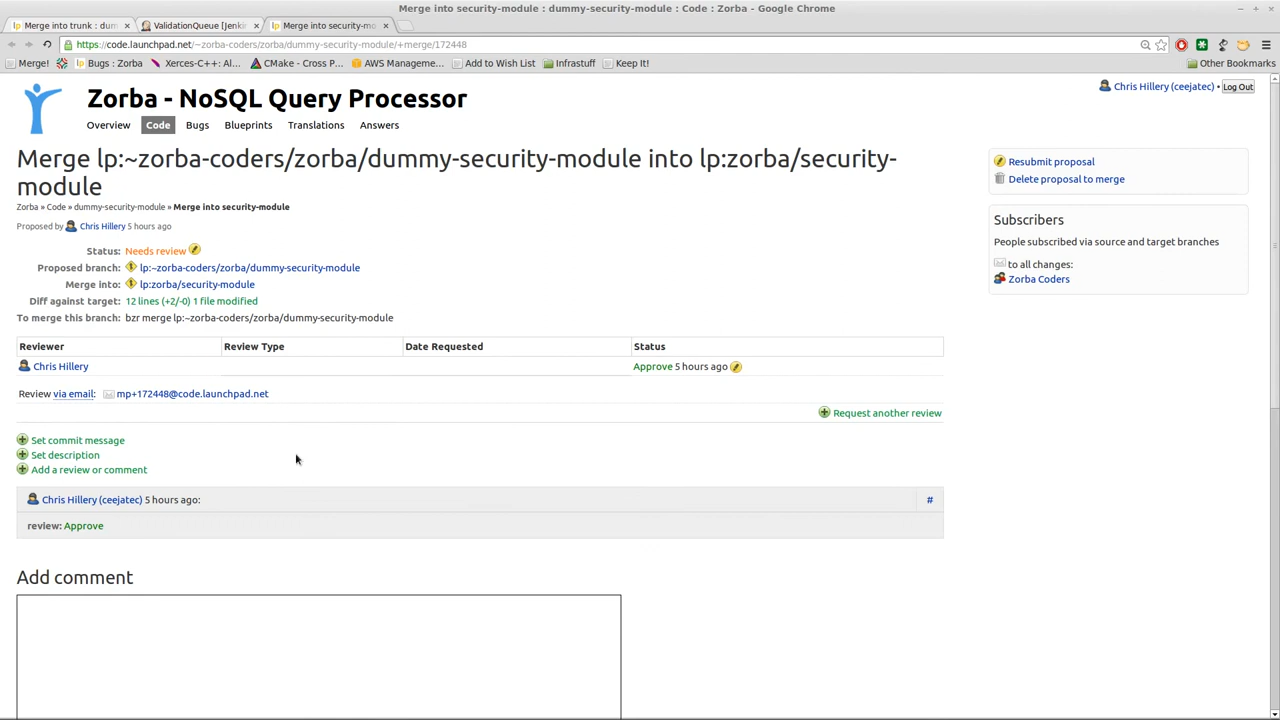 Merge into security-module : dummy-security-module : Code : Zorba - Google Chrome
Merge into trunk : dum × ValidationQueue [Jenki × Merge into security-mo ×
https://code.launchpad.net/~zorba-coders/zorba/dummy-security-module/+merge/172448
Merge! Bugs : Zorba Xerces-C++: Al... CMake - Cross P... AWS Manageme... Add to Wish List Infrastuff Keep It! Other Bookmarks
Zorba - NoSQL Query Processor
Chris Hillery (ceejatec) • Log Out
Overview Code Bugs Blueprints Translations Answers
Merge lp:~zorba-coders/zorba/dummy-security-module into lp:zorba/security-
module
Zorba » Code » dummy-security-module » Merge into security-module
Proposed by Chris Hillery 5 hours ago
Status: Needs review
Proposed branch: lp:~zorba-coders/zorba/dummy-security-module
Merge into: lp:zorba/security-module
Diff against target: 12 lines (+2/-0) 1 file modified
To merge this branch: bzr merge lp:~zorba-coders/zorba/dummy-security-module
Reviewer Review Type Date Requested Status
Chris Hillery Approve 5 hours ago
Review via email: mp+172448@code.launchpad.net
Request another review
Set commit message
Set description
Add a review or comment
Chris Hillery (ceejatec) 5 hours ago: #
review: Approve
Add comment
Resubmit proposal
Delete proposal to merge
Subscribers
People subscribed via source and target branches
to all changes:
Zorba Coders